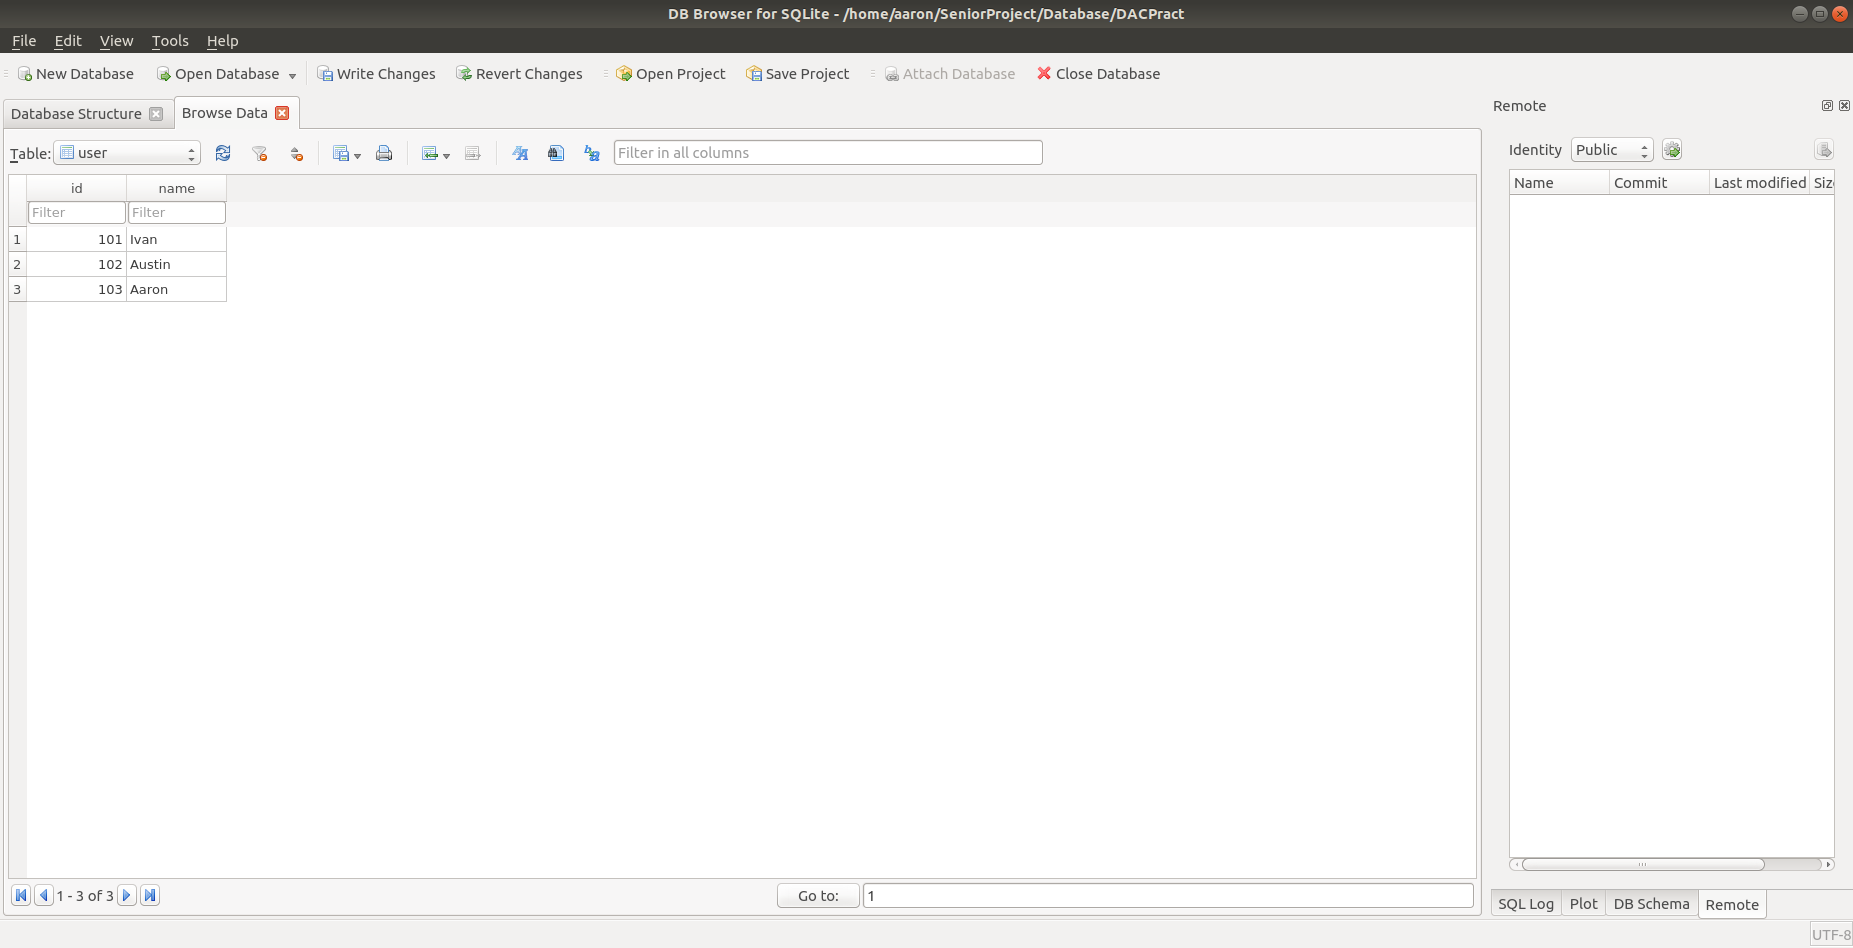 DB Browser for SQLite - /home/aaron/SeniorProject/Database/DACPract
File Edit View Tools Help
New Database Open Database Write Changes Revert Changes Open Project Save Project Attach Database Close Database
Database Structure Browse Data
Remote
Table: user Filter in all columns
Identity Public
Name Commit Last modified Siz
id name
Filter Filter
1 101 Ivan
2 102 Austin
3 103 Aaron
1 - 3 of 3 Go to: 1
SQL Log Plot DB Schema Remote
UTF-8